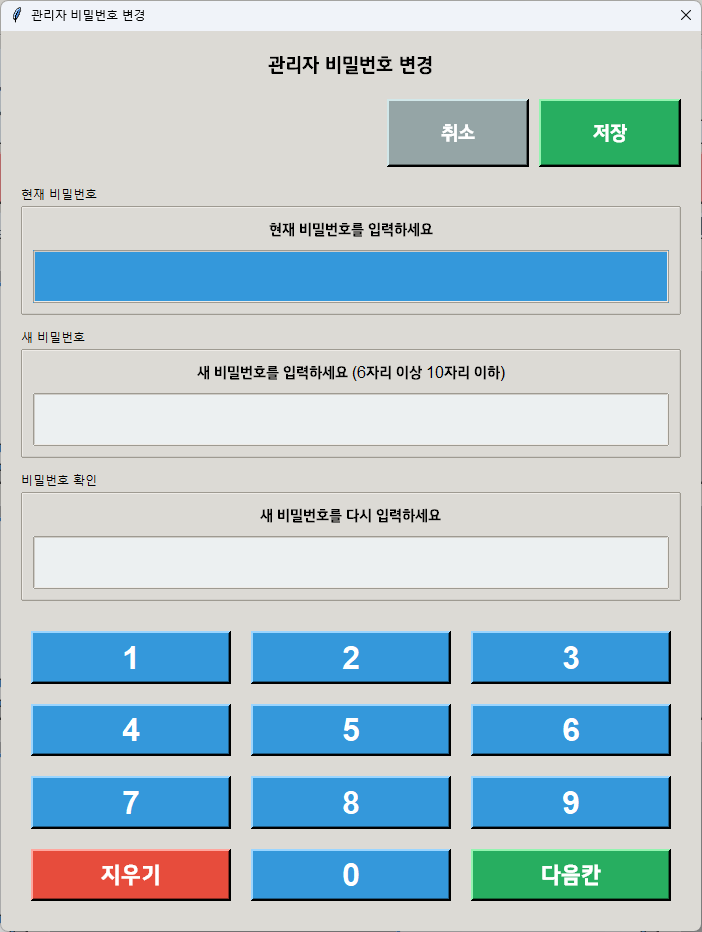 관리자 비밀번호 변경
관리자 비밀번호 변경
취소 저장
현재 비밀번호
현재 비밀번호를 입력하세요
새 비밀번호
새 비밀번호를 입력하세요 (6자리 이상 10자리 이하)
비밀번호 확인
새 비밀번호를 다시 입력하세요
1 2 3
4 5 6
7 8 9
지우기 0 다음칸